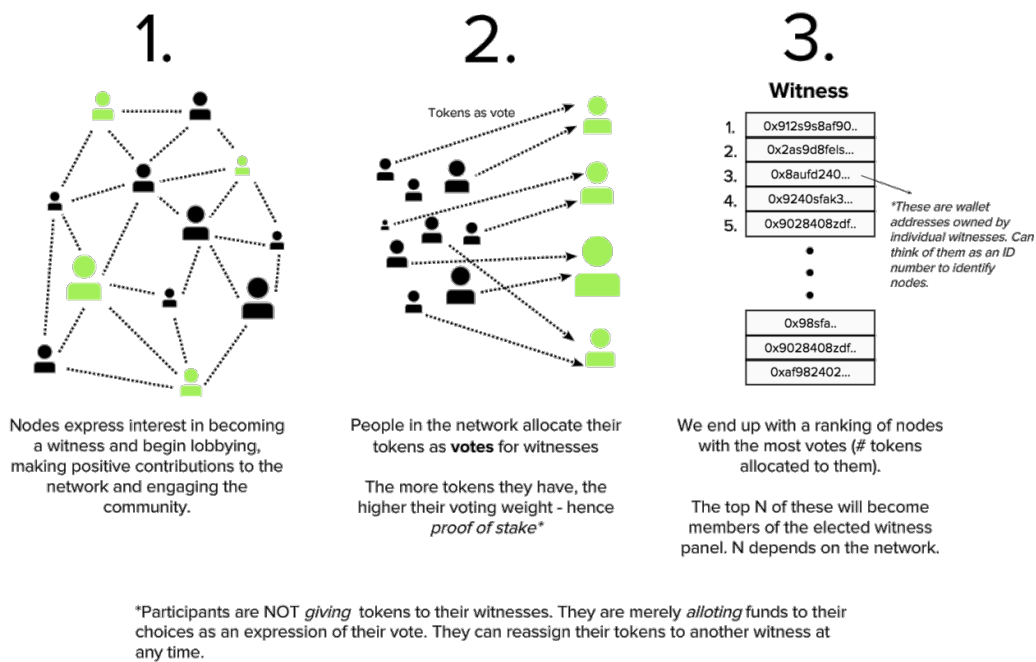 1.
Nodes express interest in becoming
a witness and begin lobbying,
making positive contributions to the
network and engaging the
community.
2.
Tokens as vote
People in the network allocate their
tokens as votes for witnesses
The more tokens they have, the
higher their voting weight - hence
proof of stake*
3.
Witness
1. 0x912s9s8af90..
2. 0x2as9d8fels...
3. 0x8aufd240...
4. 0x9240sfak3...
5. 0x9028408zdf..
*These are wallet
addresses owned by
individual witnesses. Can
think of them as an ID
number to identify
nodes.
0x98sfa..
0x9028408zdf..
0xaf982402...
We end up with a ranking of nodes
with the most votes (# tokens
allocated to them).
The top N of these will become
members of the elected witness
panel. N depends on the network.
*Participants are NOT giving tokens to their witnesses. They are merely alloting funds to their
choices as an expression of their vote. They can reassign their tokens to another witness at
any time.